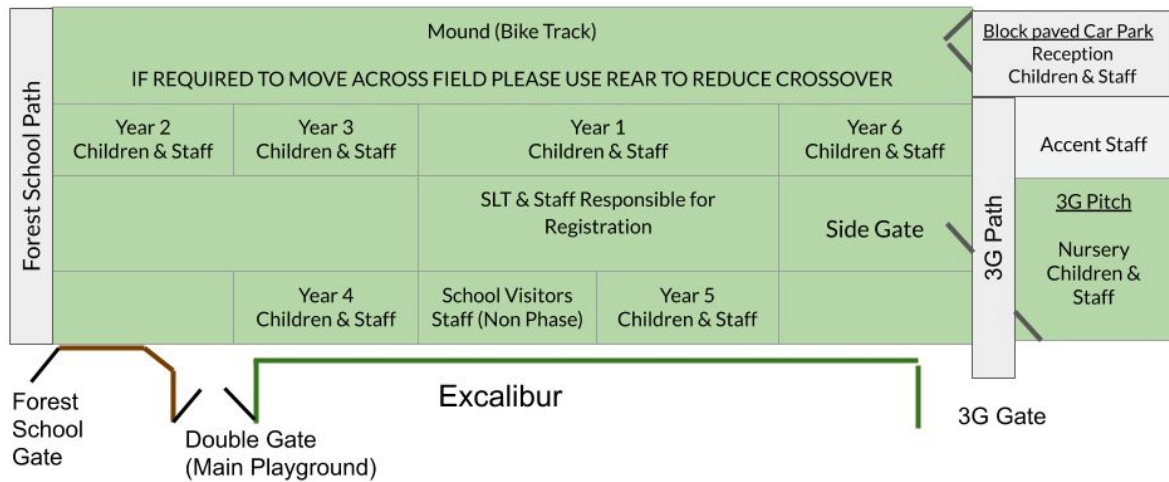 Mound (Bike Track)
IF REQUIRED TO MOVE ACROSS FIELD PLEASE USE REAR TO REDUCE CROSSOVER
Block paved Car Park
Reception
Children & Staff
Forest School Path
Year 2
Children & Staff
Year 3
Children & Staff
Year 1
Children & Staff
Year 6
Children & Staff
Accent Staff
SLT & Staff Responsible for
Registration
Side Gate
3G Path
3G Pitch
Nursery
Children &
Staff
Year 4
Children & Staff
School Visitors
Staff (Non Phase)
Year 5
Children & Staff
Forest
School
Gate
Double Gate
(Main Playground)
Excalibur
3G Gate